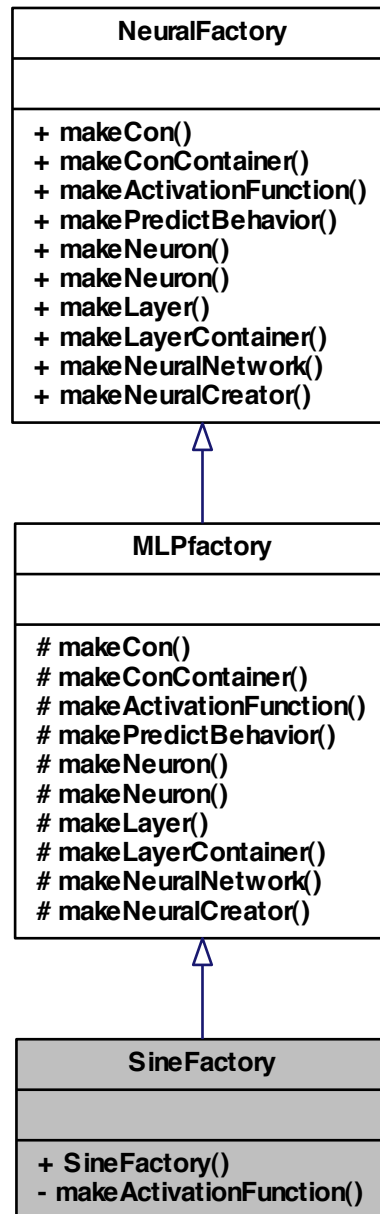 NeuralFactory
+ makeCon()
+ makeConContainer()
+ makeActivationFunction()
+ makePredictBehavior()
+ makeNeuron()
+ makeNeuron()
+ makeLayer()
+ makeLayerContainer()
+ makeNeuralNetwork()
+ makeNeuralCreator()
MLPfactory
# makeCon()
# makeConContainer()
# makeActivationFunction()
# makePredictBehavior()
# makeNeuron()
# makeNeuron()
# makeLayer()
# makeLayerContainer()
# makeNeuralNetwork()
# makeNeuralCreator()
SineFactory
+ SineFactory()
- makeActivationFunction()